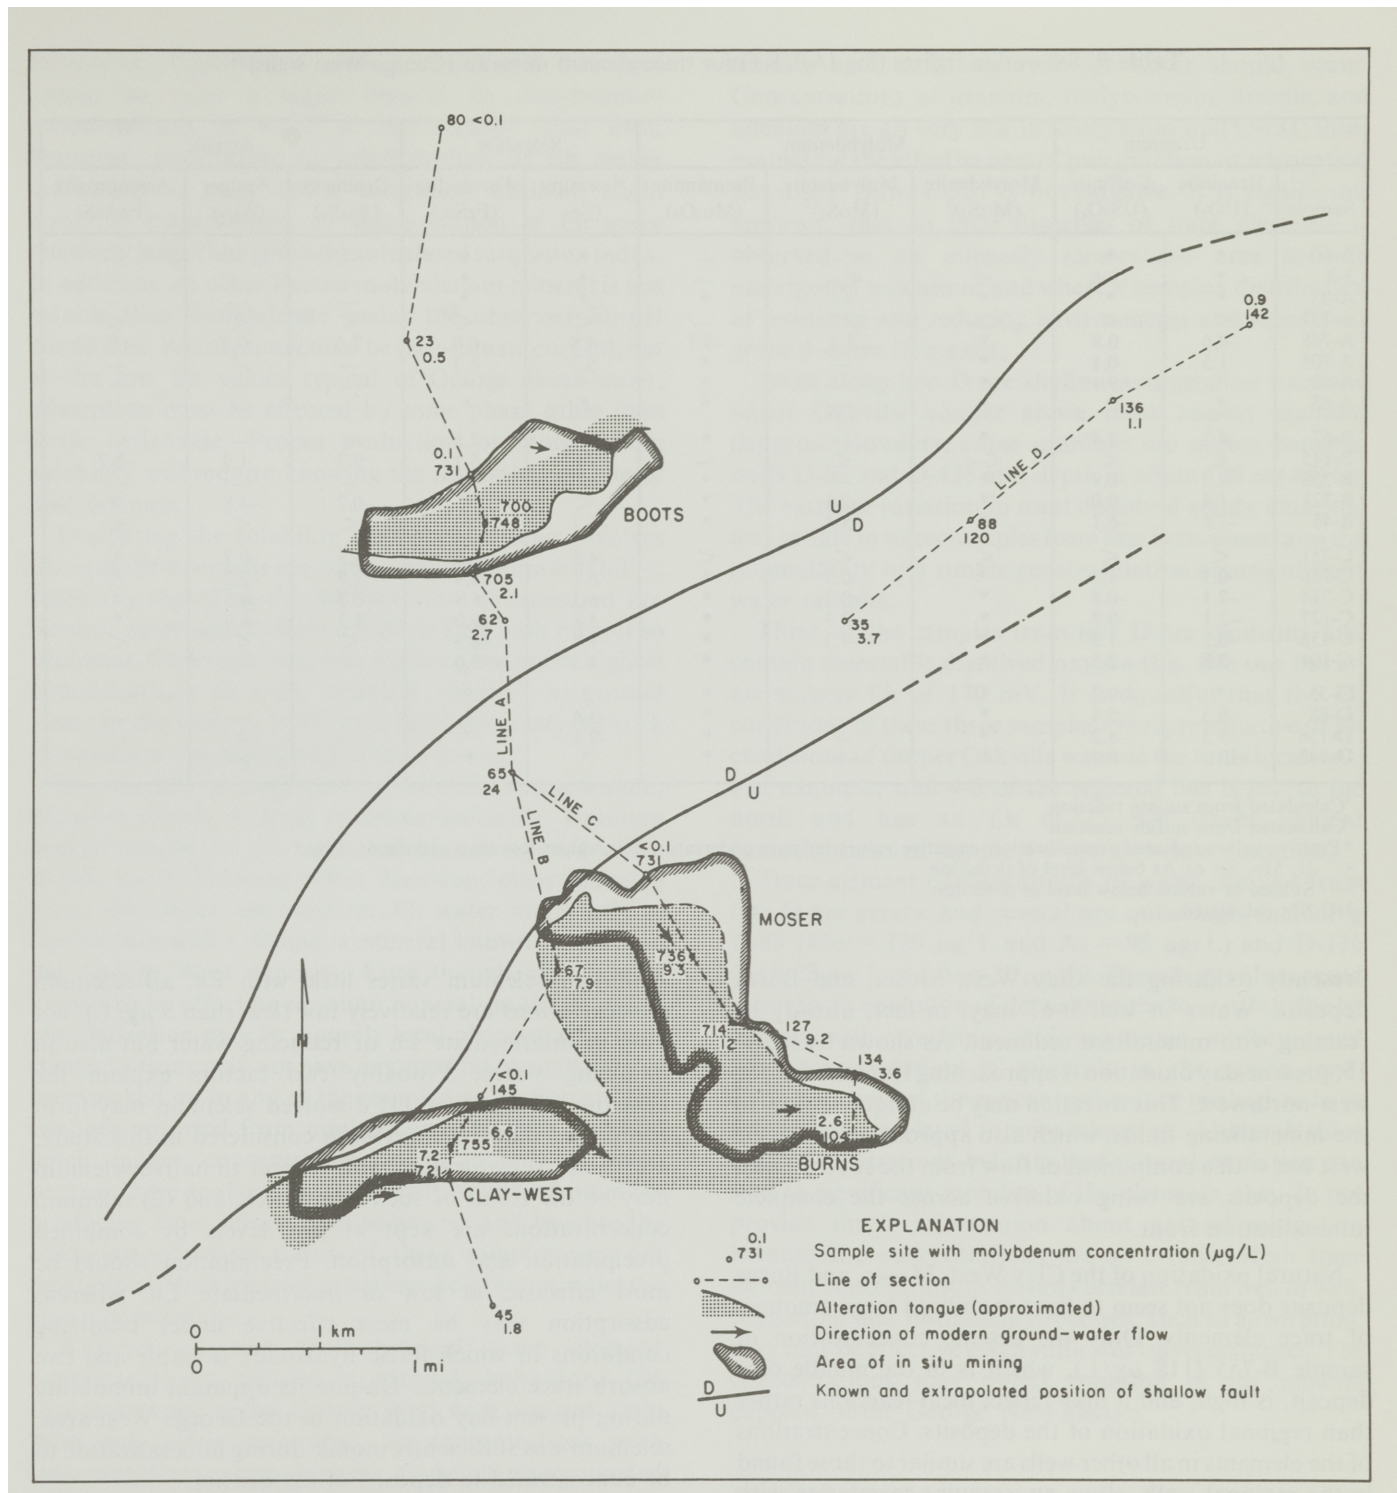 80 <0.1
0.9
142
23
0.5
136
1.1
LINE D
0.1
731
700
748
BOOTS
U
D
88
120
705
2.1
62
2.7
35
3.7
LINE A
65
24
LINE C
LINE B
D
U
<0.1
731
MOSER
736
9.3
67
7.9
714
12
127
9.2
134
3.6
N
<0.1
145
6.6
755
7.2
721
2.6
104
BURNS
CLAY-WEST
45
1.8
0 1 km
0 1 mi
EXPLANATION
0.1
731 Sample site with molybdenum concentration (µg/L)
Line of section
Alteration tongue (approximated)
Direction of modern ground-water flow
Area of in situ mining
D
U Known and extrapolated position of shallow fault